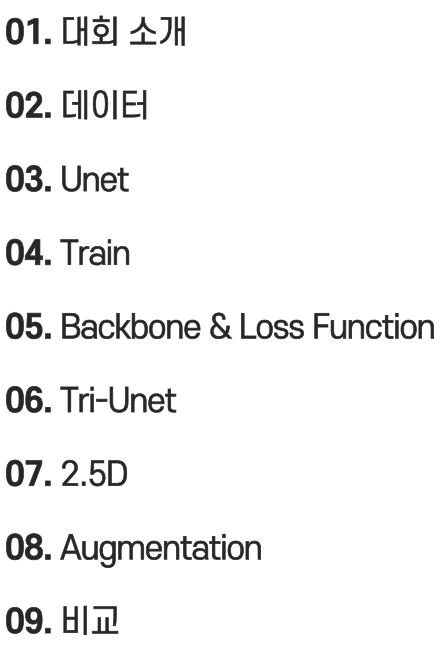 01. 대회 소개
02. 데이터
03. Unet
04. Train
05. Backbone & Loss Function
06. Tri-Unet
07. 2.5D
08. Augmentation
09. 비교